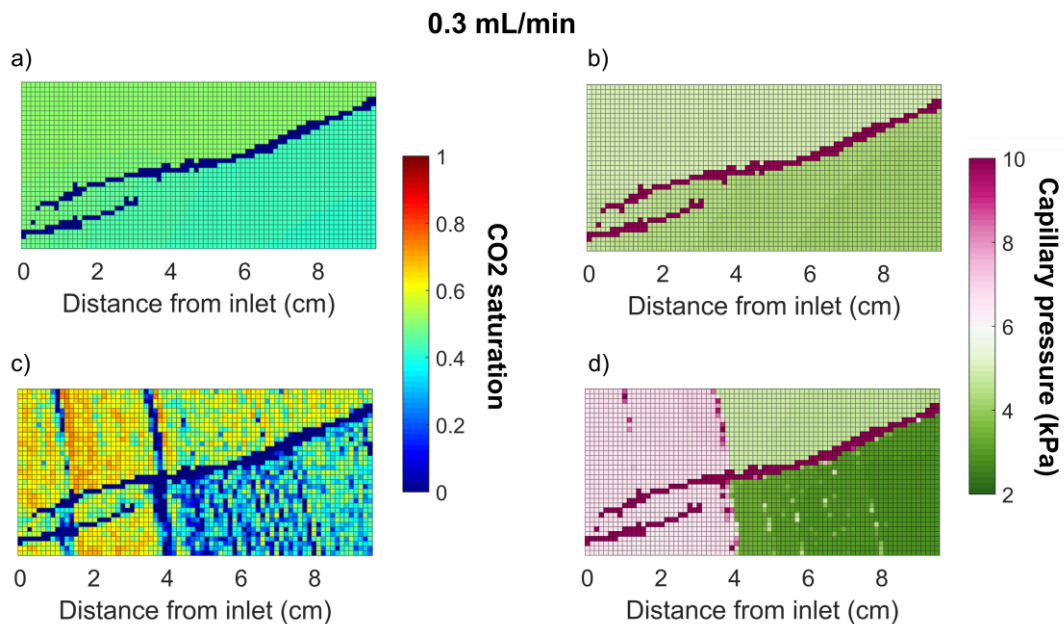 0.3 mL/min
a)
b)
0 2 4 6 8
Distance from inlet (cm)
0 2 4 6 8
Distance from inlet (cm)
1
0.8
0.6
0.4
0.2
0
CO2 saturation
10
8
6
4
2
Capillary pressure (kPa)
c)
d)
0 2 4 6 8
Distance from inlet (cm)
0 2 4 6 8
Distance from inlet (cm)